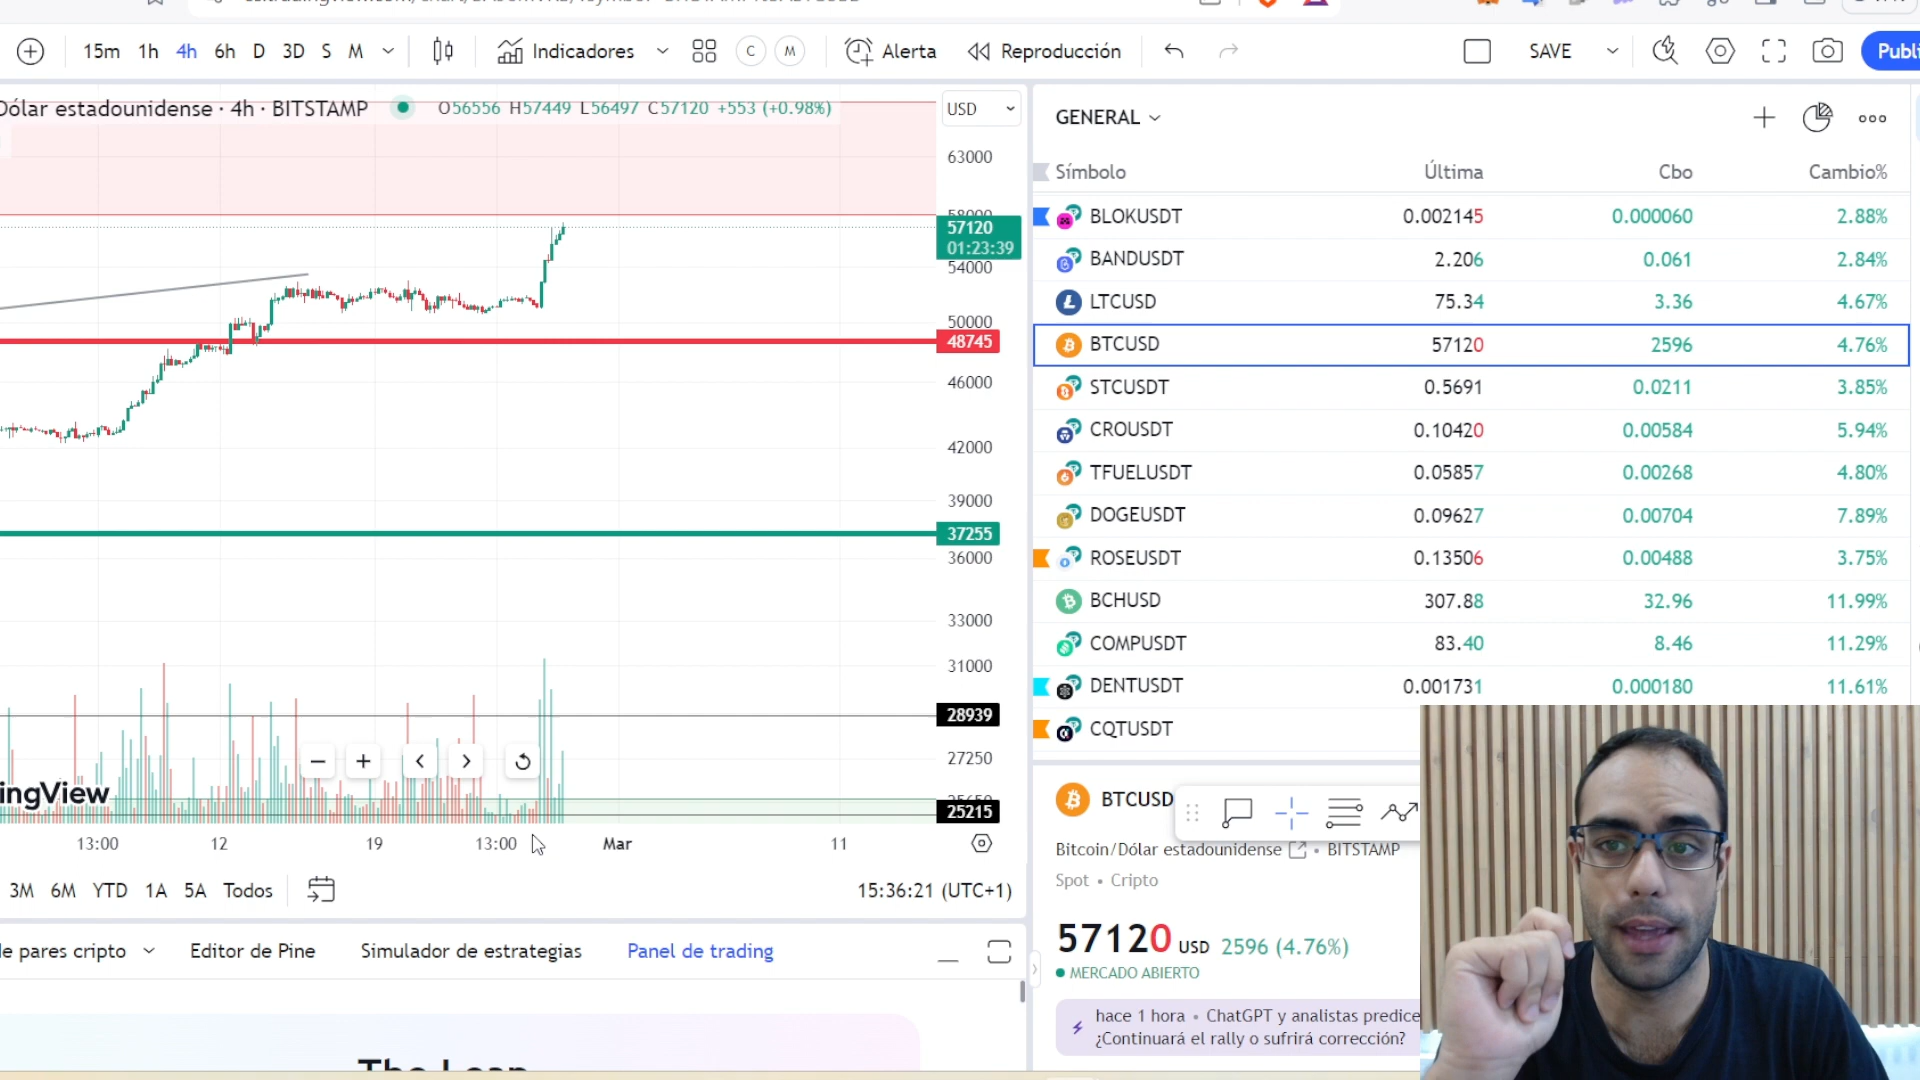 15m 1h 4h 6h D 3D S M Indicadores C M Alerta Reproducción SAVE Publi
Dólar estadounidense · 4h · BITSTAMP O56556 H57449 L56497 C57120 +553 (+0.98%) USD
63000
58000
57120
01:23:39
54000
50000
48745
46000
42000
39000
37255
36000
33000
31000
28939
27250
25215
ingView
13:00 12 19 13:00 Mar 11
3M 6M YTD 1A 5A Todos 15:36:21 (UTC+1)
de pares cripto Editor de Pine Simulador de estrategias Panel de trading
The Leap
GENERAL
Símbolo Última Cbo Cambio%
BLOKUSDT 0.002145 0.000060 2.88%
BANDUSDT 2.206 0.061 2.84%
LTCUSD 75.34 3.36 4.67%
BTCUSD 57120 2596 4.76%
STCUSDT 0.5691 0.0211 3.85%
CROUSDT 0.10420 0.00584 5.94%
TFUELUSDT 0.05857 0.00268 4.80%
DOGEUSDT 0.09627 0.00704 7.89%
ROSEUSDT 0.13506 0.00488 3.75%
BCHUSD 307.88 32.96 11.99%
COMPUSDT 83.40 8.46 11.29%
DENTUSDT 0.001731 0.000180 11.61%
CQTUSDT
BTCUSD
Bitcoin/Dólar estadounidense • BITSTAMP
Spot • Cripto
57120 USD 2596 (4.76%)
MERCADO ABIERTO
hace 1 hora • ChatGPT y analistas predice
¿Continuará el rally o sufrirá corrección?